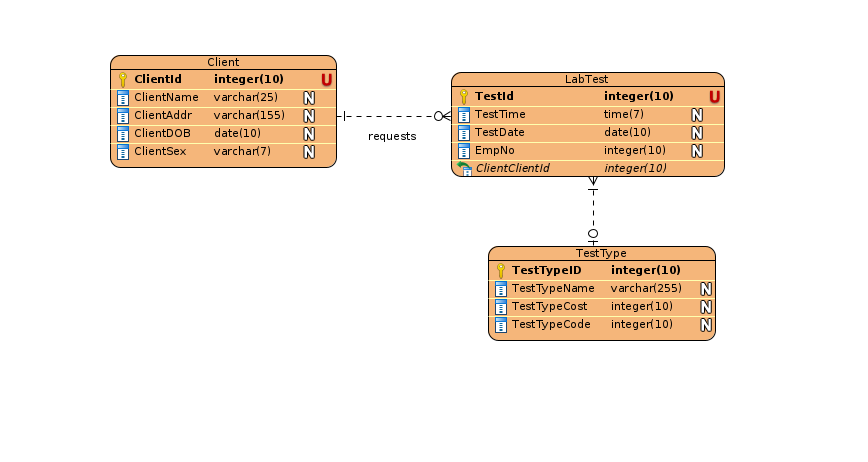 Client
ClientId integer(10) U
ClientName varchar(25) N
ClientAddr varchar(155) N
ClientDOB date(10) N
ClientSex varchar(7) N
requests
LabTest
TestId integer(10) U
TestTime time(7) N
TestDate date(10) N
EmpNo integer(10) N
ClientClientId integer(10)
TestType
TestTypeID integer(10)
TestTypeName varchar(255) N
TestTypeCost integer(10) N
TestTypeCode integer(10) N